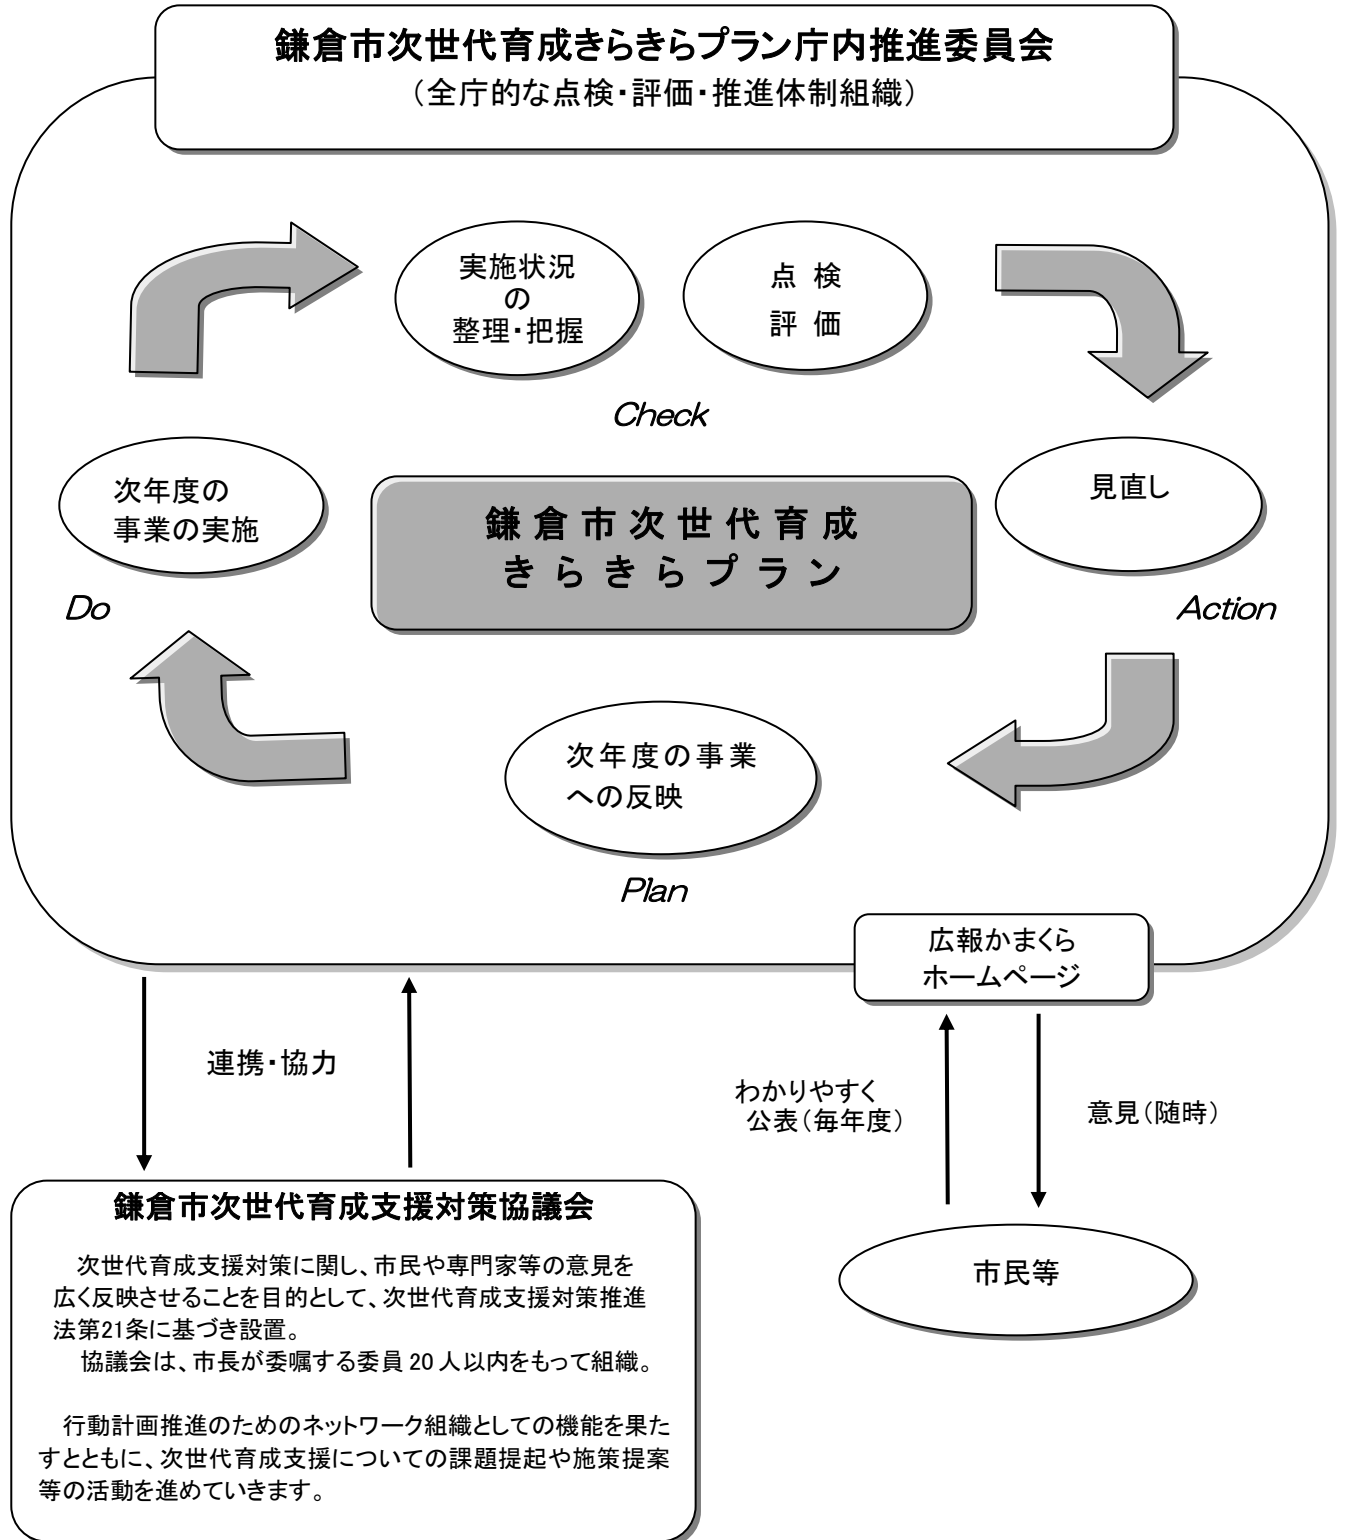 鎌倉市次世代育成きらきらプラン庁内推進委員会
（全庁的な点検・評価・推進体制組織）
実施状況
の
整理・把握
点 検
評 価
Check
次年度の
事業の実施
Do
鎌倉市次世代育成
きらきらプラン
見直し
Action
次年度の事業
への反映
Plan
広報かまくら
ホームページ
連携・協力
わかりやすく
公表（毎年度）
意見（随時）
鎌倉市次世代育成支援対策協議会
次世代育成支援対策に関し、市民や専門家等の意見を
広く反映させることを目的として、次世代育成支援対策推進
法第21条に基づき設置。
協議会は、市長が委嘱する委員 20 人以内をもって組織。
行動計画推進のためのネットワーク組織としての機能を果た
すとともに、次世代育成支援についての課題提起や施策提案
等の活動を進めていきます。
市民等